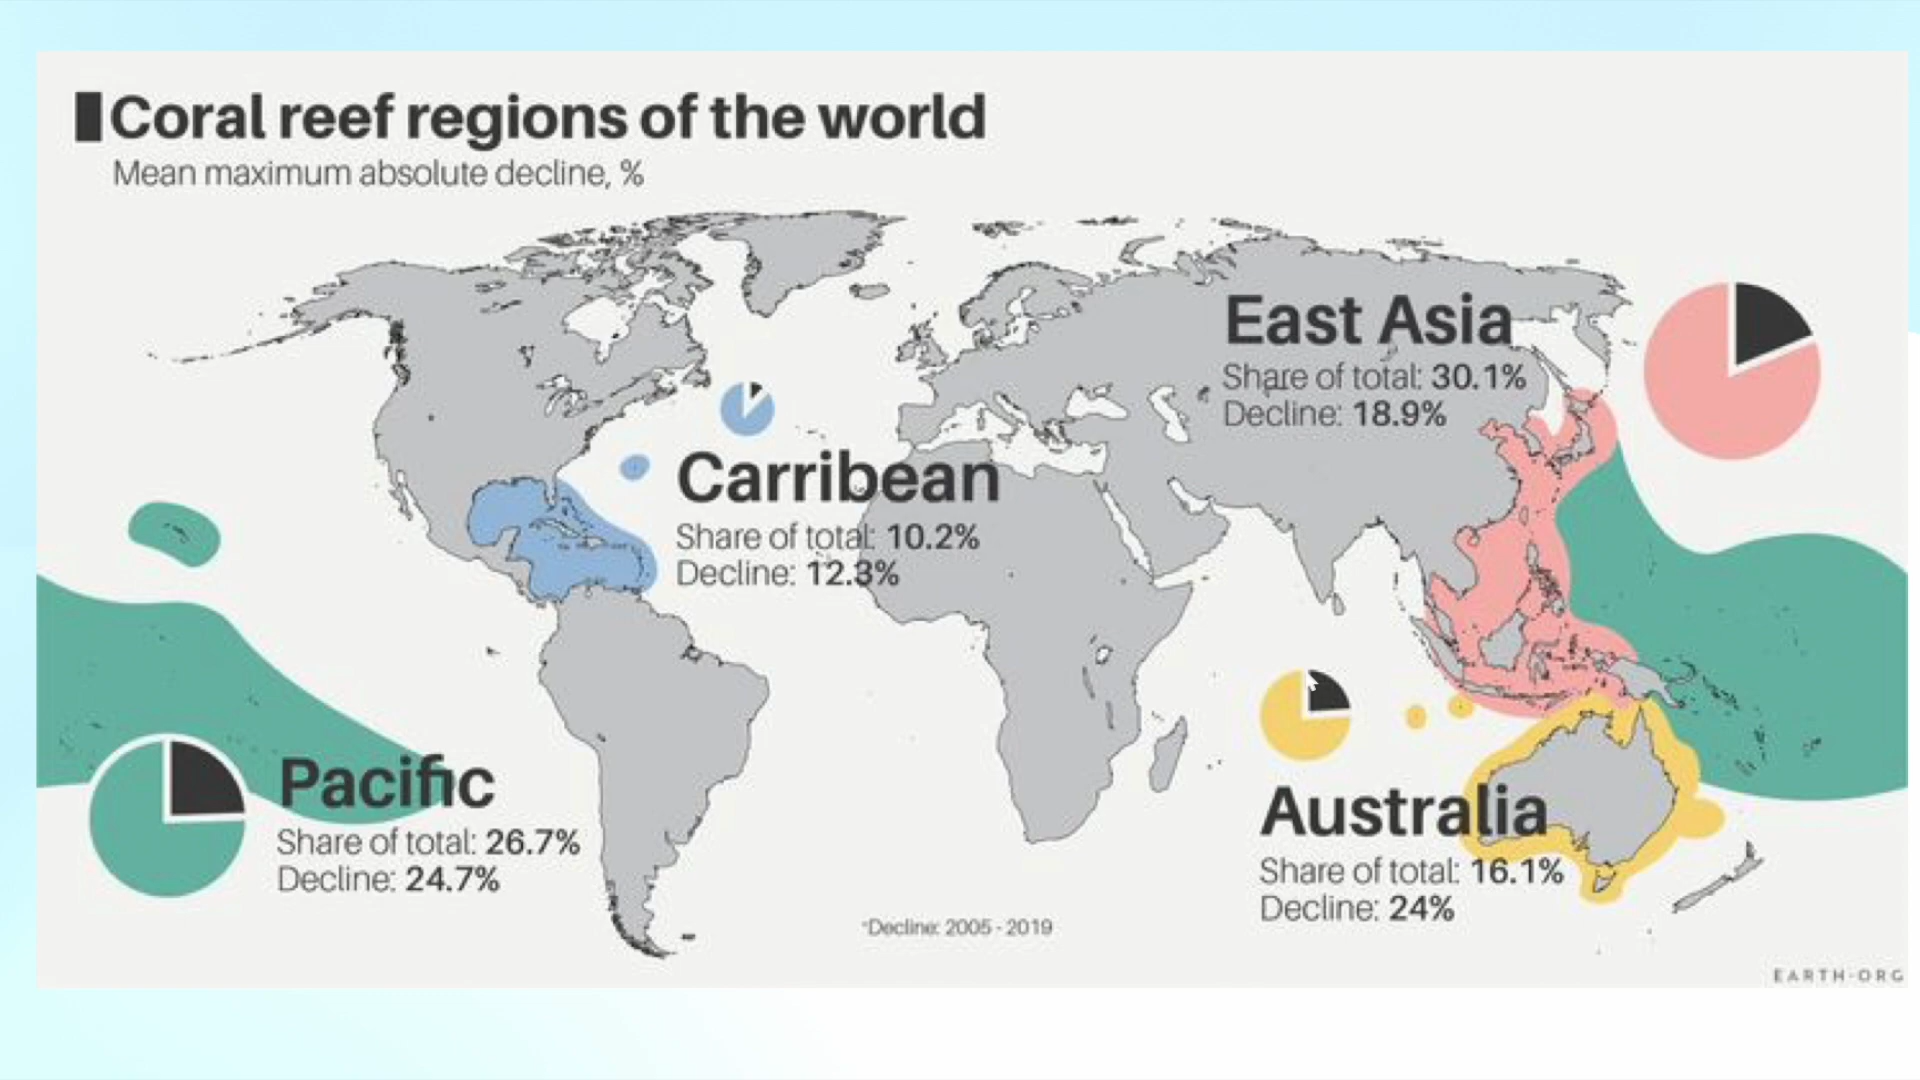 Coral reef regions of the world
Mean maximum absolute decline, %
East Asia
Share of total: 30.1%
Decline: 18.9%
Carribean
Share of total: 10.2%
Decline: 12.3%
Pacific
Share of total: 26.7%
Decline: 24.7%
Australia
Share of total: 16.1%
Decline: 24%
*Decline: 2005 - 2019
EARTH·ORG